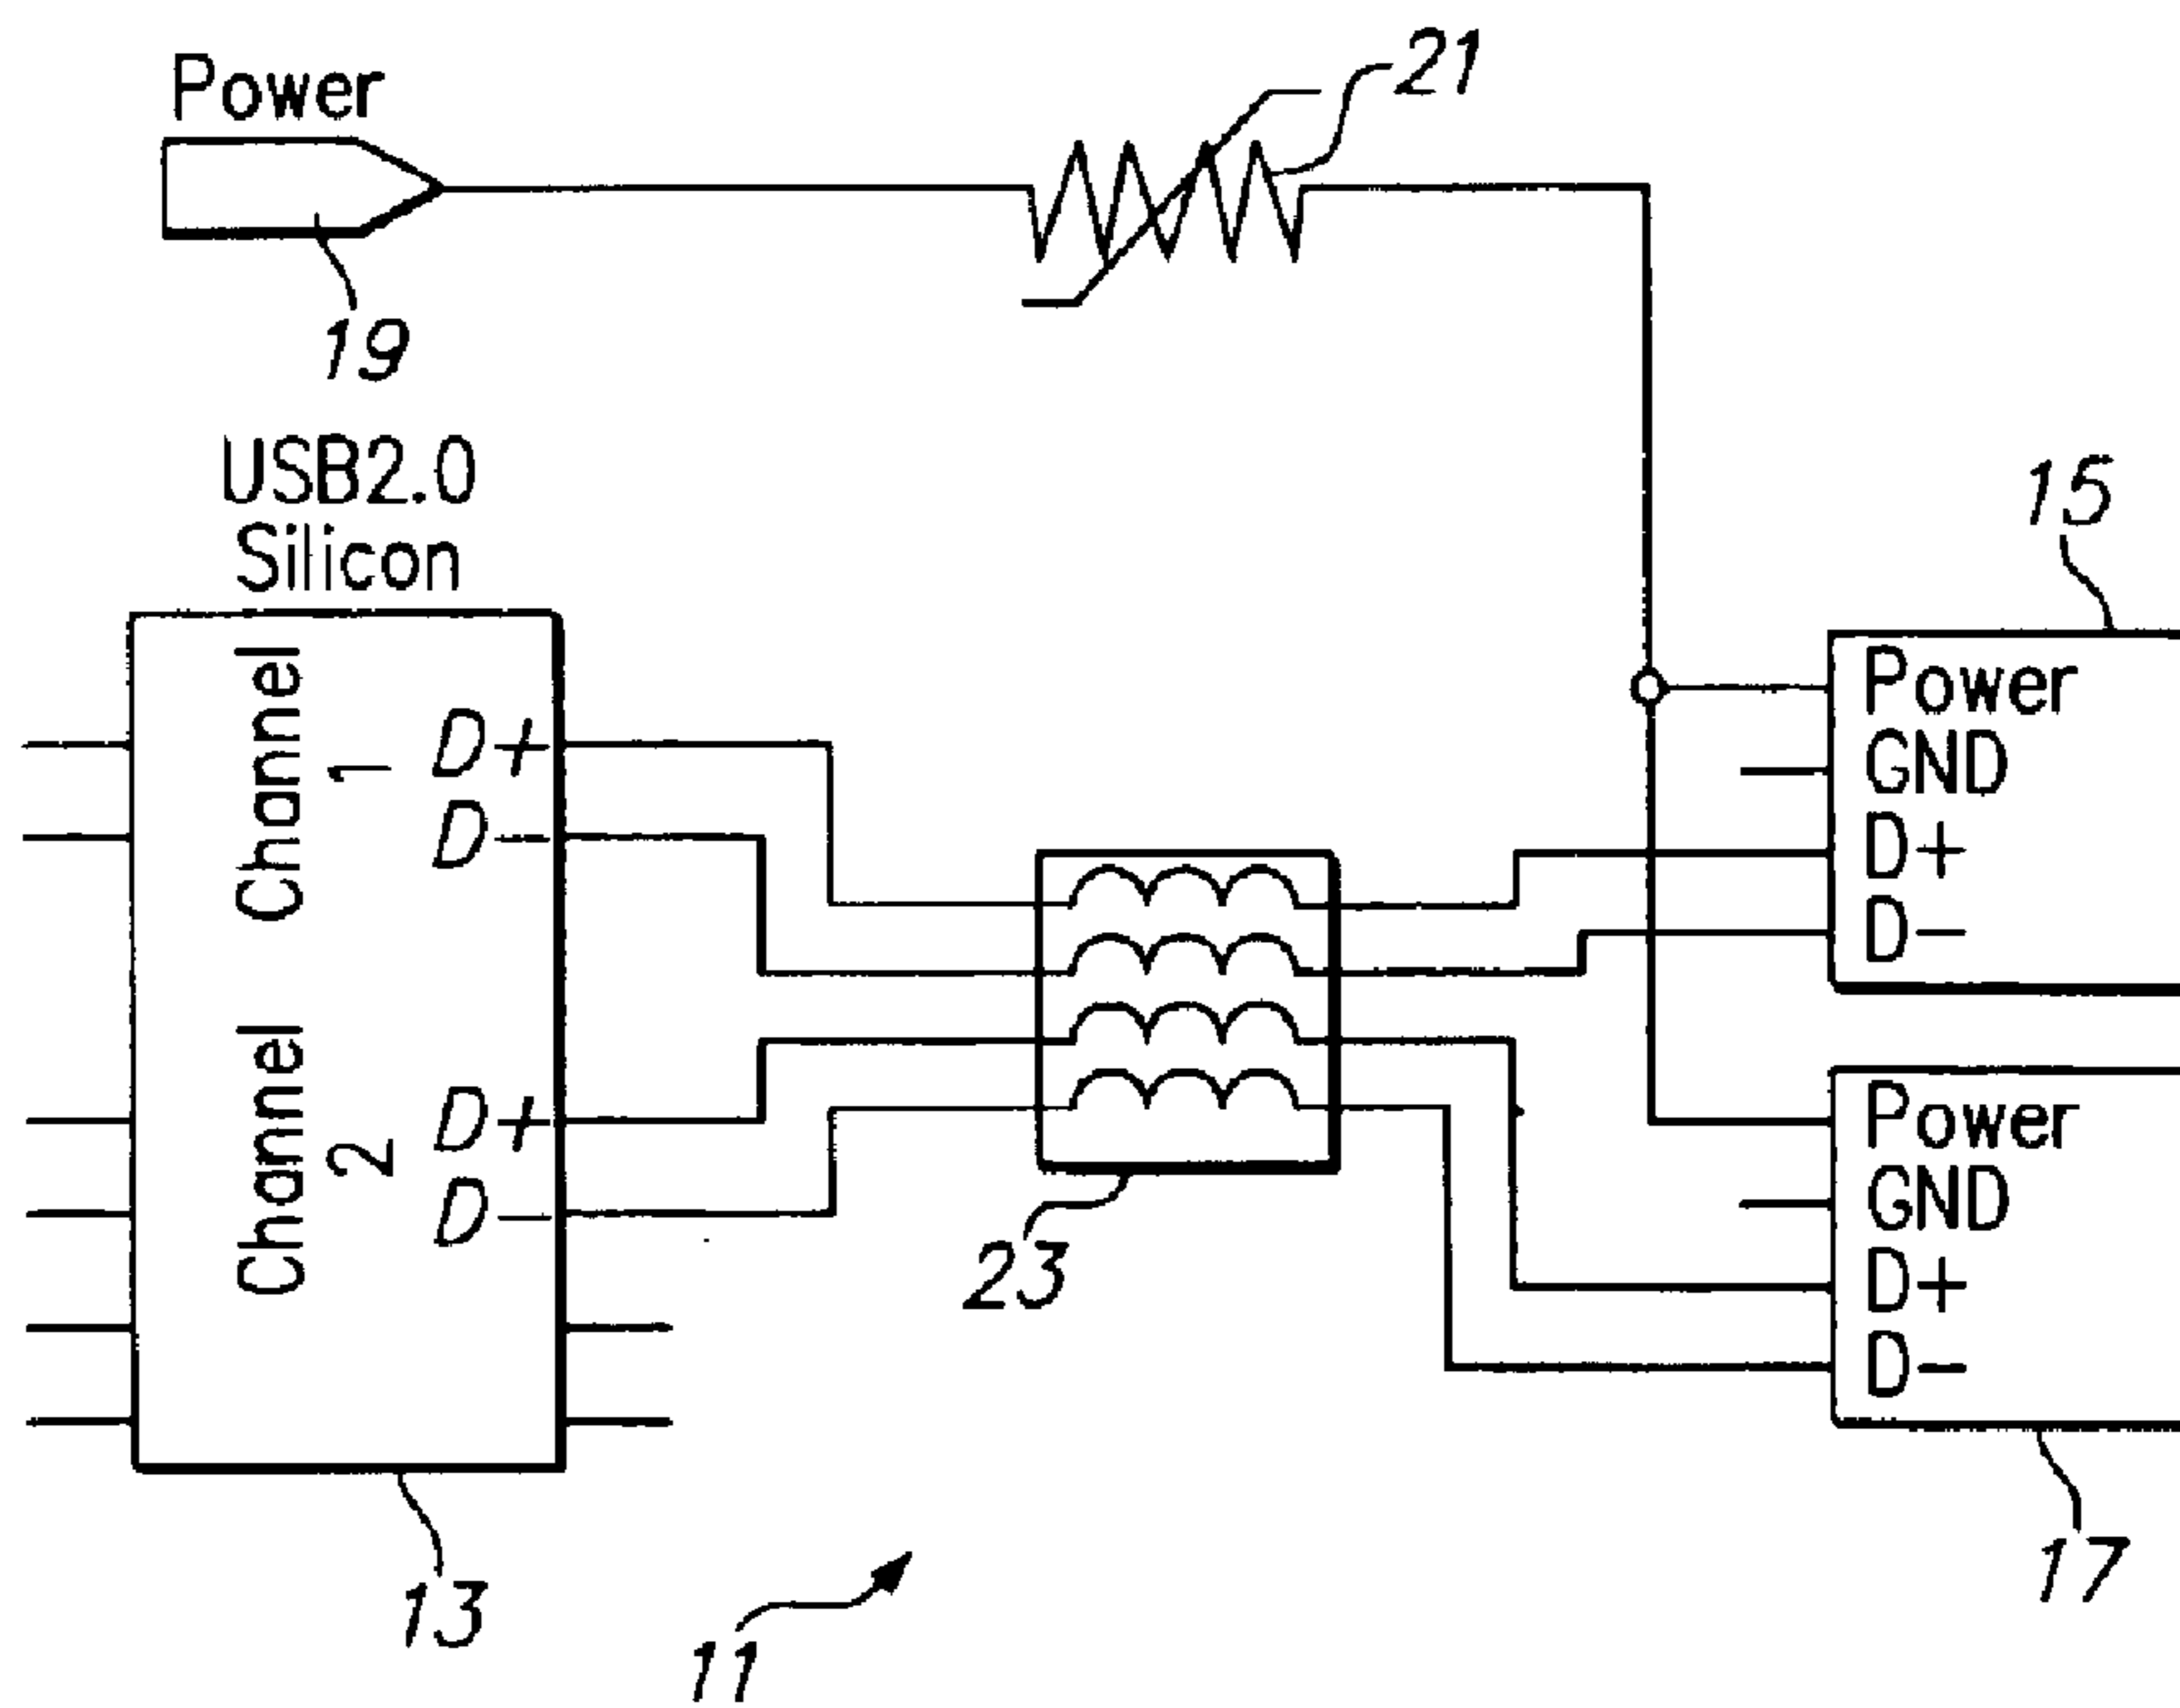 21
Power
19
USB2.0
Silicon
15
Channel
1
D+
D-
Channel
2
D+
D-
Power
GND
D+
D-
Power
GND
D+
D-
23
13
11
17